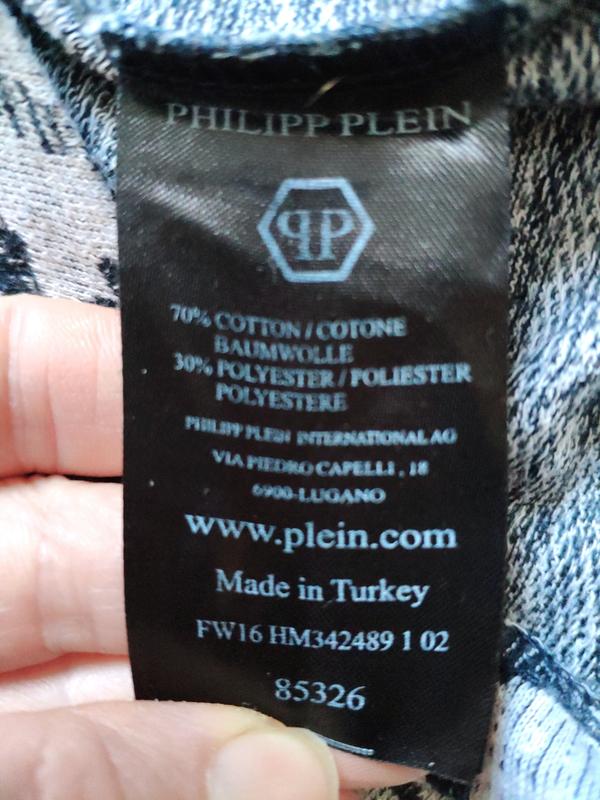 PHILIPP PLEIN
PP
70% COTTON / COTONE
BAUMWOLLE
30% POLYESTER / POLIESTER
POLYESTERE
PHILIPP PLEIN INTERNATIONAL AG
VIA PIEDRO CAPELLI , 18
6900-LUGANO
www.plein.com
Made in Turkey
FW16 HM342489 1 02
85326